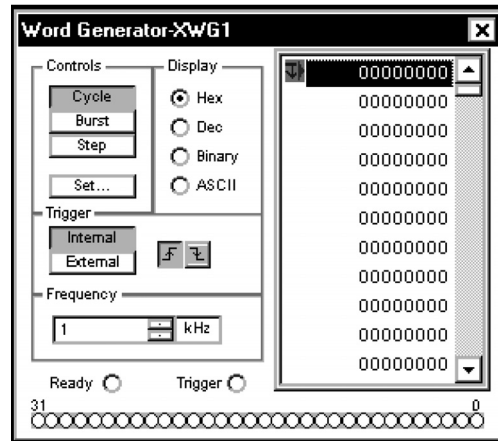 Word Generator-XWG1
Controls
Cycle
Burst
Step
Set...
Display
Hex
Dec
Binary
ASCII
Trigger
Internal
External
Frequency
1 kHz
Ready Trigger
31 0
00000000
00000000
00000000
00000000
00000000
00000000
00000000
00000000
00000000
00000000
00000000